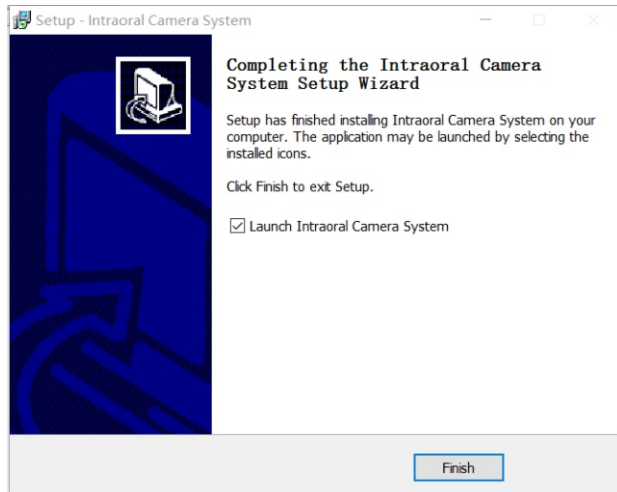 Setup - Intraoral Camera System
Completing the Intraoral Camera
System Setup Wizard
Setup has finished installing Intraoral Camera System on your
computer. The application may be launched by selecting the
installed icons.
Click Finish to exit Setup.
Launch Intraoral Camera System
Finish